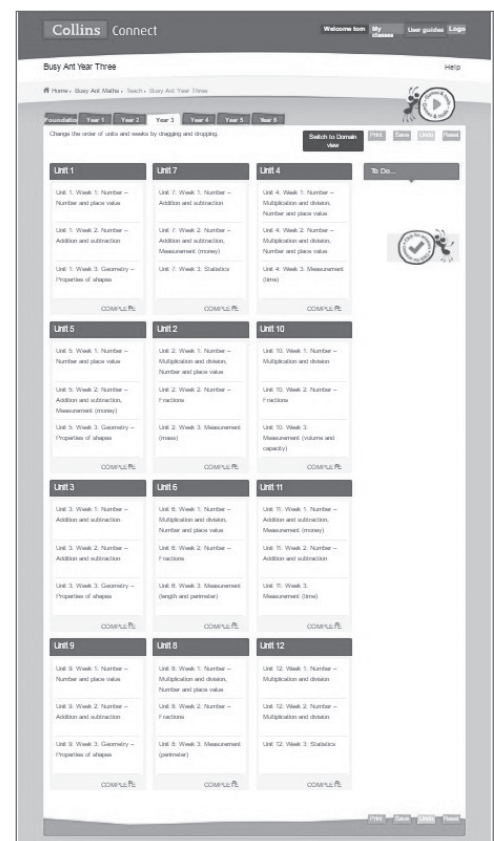 Collins Connect
Welcome tom My classes User guides Logo
Busy Ant Year Three
Help
Home › Busy Ant Maths › Teach › Busy Ant Year Three
Foundatio Year 1 Year 2 Year 3 Year 4 Year 5 Year 6
Change the order of units and weeks by dragging and dropping.
Switch to Domain view
Print Save Undo Reset
To Do...
Unit 1
Unit 1: Week 1: Number –
Number and place value
Unit 1: Week 2: Number –
Addition and subtraction
Unit 1: Week 3: Geometry –
Properties of shapes
Unit 7
Unit 7: Week 1: Number –
Addition and subtraction
Unit 7: Week 2: Number –
Addition and subtraction,
Measurement (money)
Unit 7: Week 3: Statistics
Unit 4
Unit 4: Week 1: Number –
Multiplication and division,
Number and place value
Unit 4: Week 2: Number –
Multiplication and division,
Number and place value
Unit 4: Week 3: Measurement
(time)
Unit 5
Unit 5: Week 1: Number –
Number and place value
Unit 5: Week 2: Number –
Addition and subtraction,
Measurement (money)
Unit 5: Week 3: Geometry –
Properties of shapes
Unit 2
Unit 2: Week 1: Number –
Multiplication and division,
Number and place value
Unit 2: Week 2: Number –
Fractions
Unit 2: Week 3: Measurement
(mass)
Unit 10
Unit 10: Week 1: Number –
Multiplication and division
Unit 10: Week 2: Number –
Fractions
Unit 10: Week 3:
Measurement (volume and
capacity)
Unit 3
Unit 3: Week 1: Number –
Addition and subtraction
Unit 3: Week 2: Number –
Addition and subtraction
Unit 3: Week 3: Geometry –
Properties of shapes
Unit 6
Unit 6: Week 1: Number –
Multiplication and division,
Number and place value
Unit 6: Week 2: Number –
Fractions
Unit 6: Week 3: Measurement
(length and perimeter)
Unit 11
Unit 11: Week 1: Number –
Addition and subtraction,
Measurement (money)
Unit 11: Week 2: Number –
Addition and subtraction
Unit 11: Week 3:
Measurement (time)
Unit 9
Unit 9: Week 1: Number –
Number and place value
Unit 9: Week 2: Number –
Addition and subtraction
Unit 9: Week 3: Geometry –
Properties of shapes
Unit 8
Unit 8: Week 1: Number –
Multiplication and division,
Number and place value
Unit 8: Week 2: Number –
Fractions
Unit 8: Week 3: Measurement
(perimeter)
Unit 12
Unit 12: Week 1: Number –
Multiplication and division
Unit 12: Week 2: Number –
Multiplication and division
Unit 12: Week 3: Statistics
Print Save Undo Reset